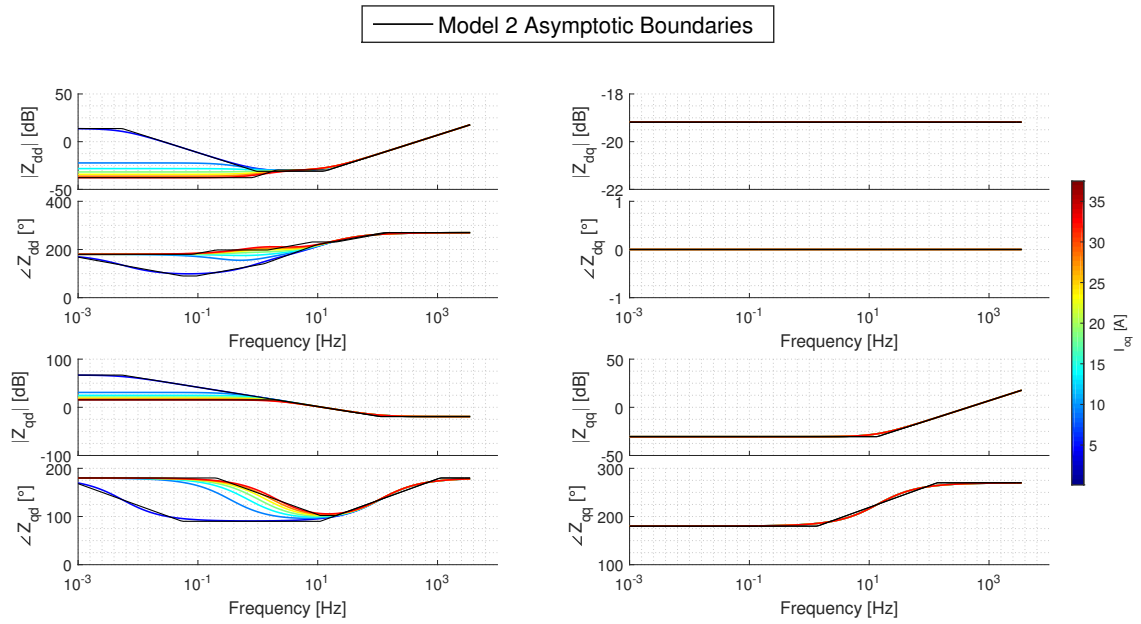 Model 2 Asymptotic Boundaries
50
0
-50
|Z_dd| [dB]
-18
-20
-22
|Z_dq| [dB]
400
200
0
∠Z_dd [°]
10^-3 10^-1 10^1 10^3
Frequency [Hz]
1
0
-1
∠Z_dq [°]
10^-3 10^-1 10^1 10^3
Frequency [Hz]
100
0
-100
|Z_qd| [dB]
50
0
-50
|Z_qq| [dB]
200
100
0
∠Z_qd [°]
10^-3 10^-1 10^1 10^3
Frequency [Hz]
300
200
100
∠Z_qq [°]
10^-3 10^-1 10^1 10^3
Frequency [Hz]
35
30
25
20
15
10
5
I_oq [A]